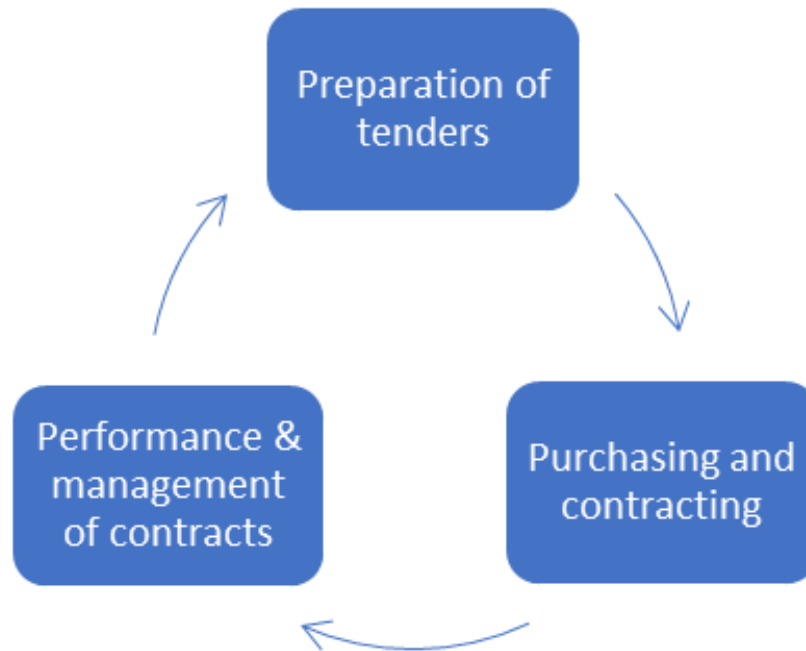 Preparation of
tenders
Purchasing and
contracting
Performance &
management
of contracts